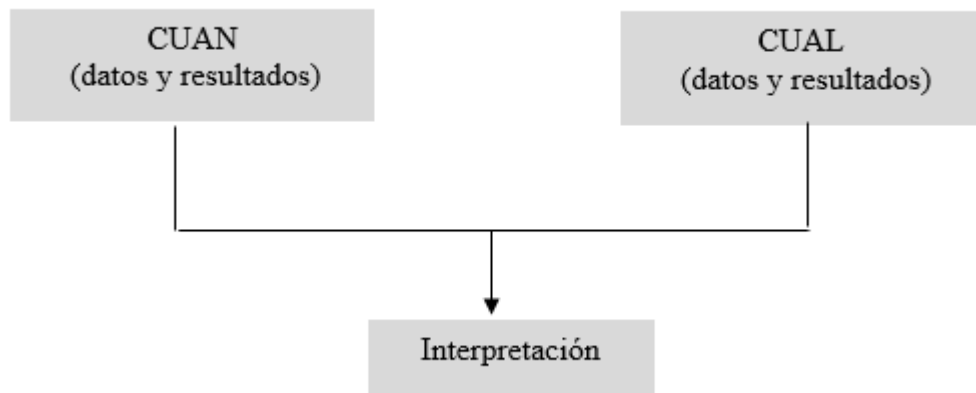 CUAN
(datos y resultados)
CUAL
(datos y resultados)
Interpretación